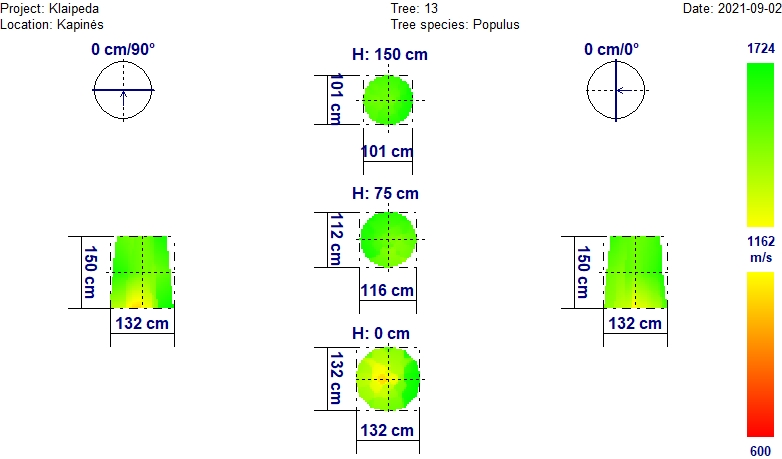 Project: Klaipeda
Tree: 13
Date: 2021-09-02
Location: Kapinės
Tree species: Populus
0 cm/90°
H: 150 cm
0 cm/0°
1724
101 cm
101 cm
H: 75 cm
112 cm
116 cm
150 cm
132 cm
150 cm
132 cm
1162
m/s
H: 0 cm
132 cm
132 cm
600